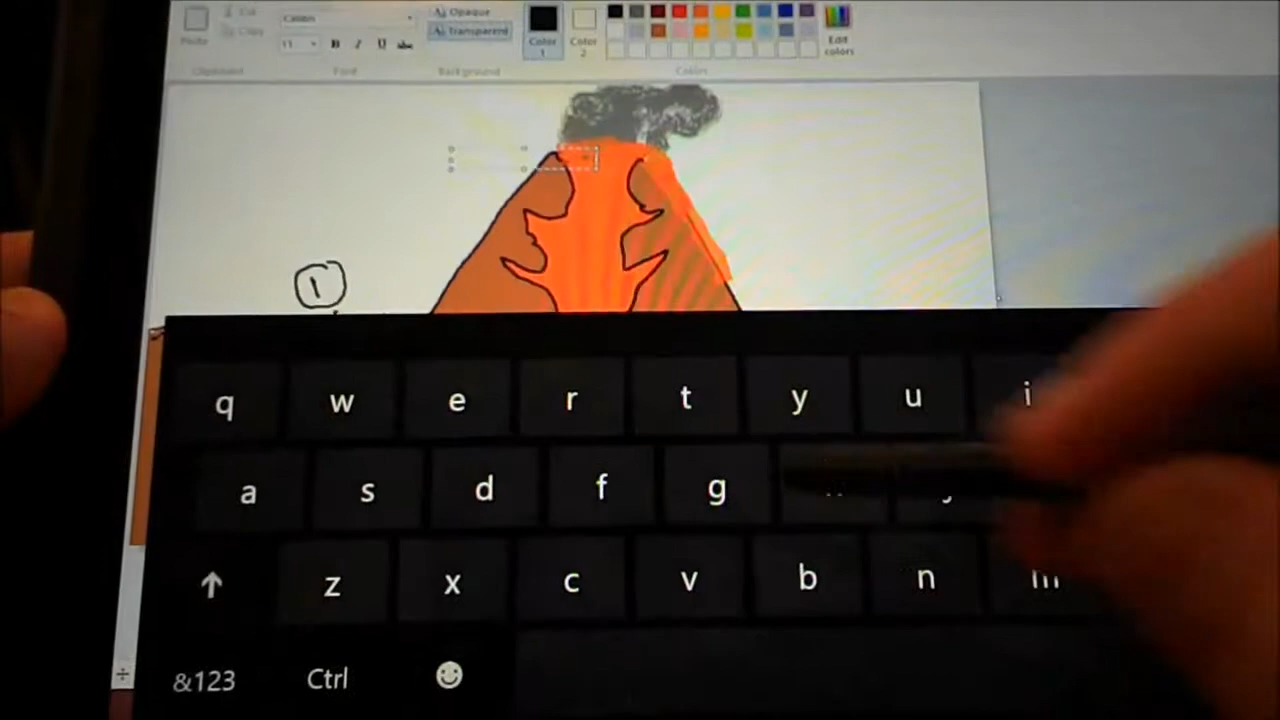 Cut
Calibri
Opaque
Paste
Copy
11
B I U abc
Transparent
Color 1
Color 2
Edit colors
Clipboard
Font
Background
Colors
1
q w e r t y u i
a s d f g
z x c v b n m
&123 Ctrl